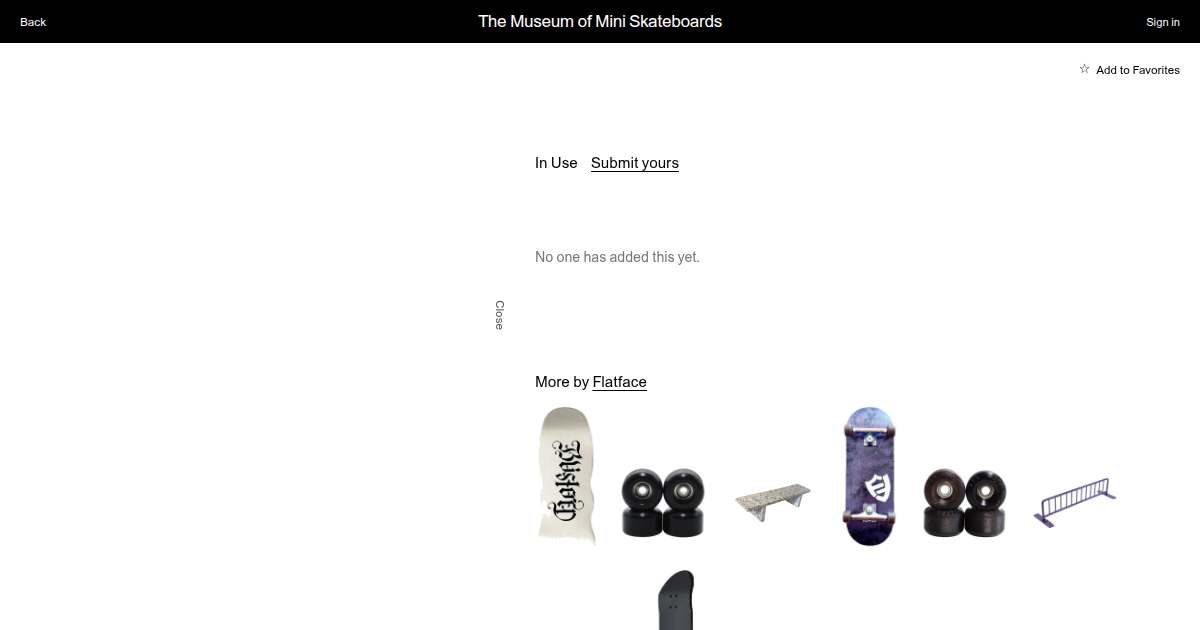 Back
The Museum of Mini Skateboards
Sign in
☆ Add to Favorites
In Use Submit yours
No one has added this yet.
Close
More by Flatface